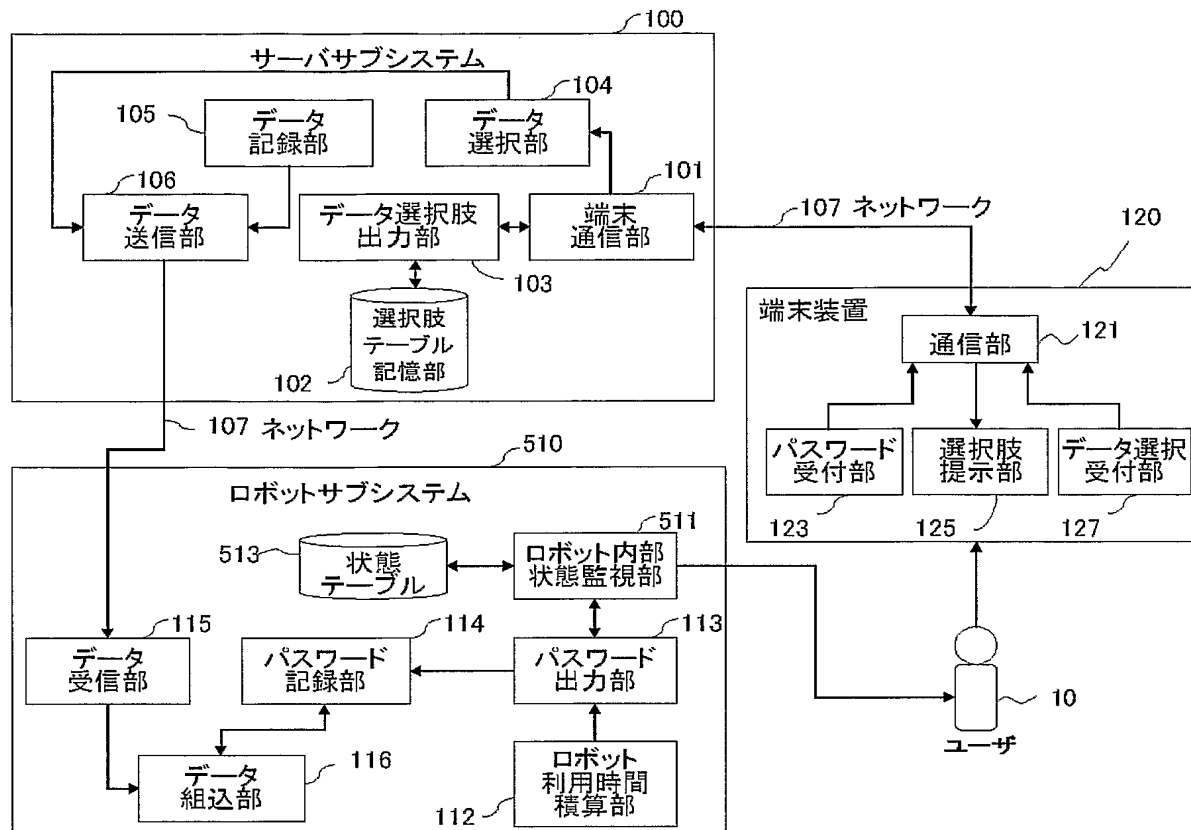 100
サーバサブシステム
104
105
データ
記録部
データ
選択部
106
データ
送信部
データ選択肢
出力部
103
101
端末
通信部
107 ネットワーク
選択肢
テーブル
記憶部
102
120
端末装置
通信部
121
パスワード
受付部
123
選択肢
提示部
125
データ選択
受付部
127
107 ネットワーク
510
ロボットサブシステム
513
状態
テーブル
511
ロボット内部
状態監視部
115
データ
受信部
114
パスワード
記録部
113
パスワード
出力部
データ
組込部
116
ロボット
利用時間
積算部
112
10
ユーザ